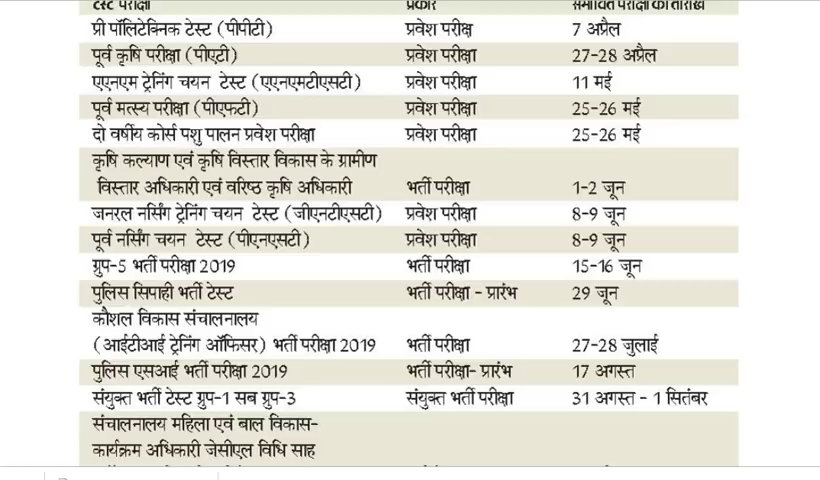 टेस्ट परीक्षा प्रकार संभावित परीक्षा की तारीख
प्री पॉलिटेक्निक टेस्ट (पीपीटी) प्रवेश परीक्ष 7 अप्रैल
पूर्व कृषि परीक्षा (पीएटी) प्रवेश परीक्षा 27-28 अप्रैल
एएनएम ट्रेनिंग चयन टेस्ट (एएनएमटीएसटी) प्रवेश परीक्षा 11 मई
पूर्व मत्स्य परीक्षा (पीएफटी) प्रवेश परीक्षा 25-26 मई
दो वर्षीय कोर्स पशु पालन प्रवेश परीक्षा प्रवेश परीक्षा 25-26 मई
कृषि कल्याण एवं कृषि विस्तार विकास के ग्रामीण
विस्तार अधिकारी एवं वरिष्ठ कृषि अधिकारी भर्ती परीक्षा 1-2 जून
जनरल नर्सिंग ट्रेनिंग चयन टेस्ट (जीएनटीएसटी) प्रवेश परीक्षा 8-9 जून
पूर्व नर्सिंग चयन टेस्ट (पीएनएसटी) प्रवेश परीक्षा 8-9 जून
ग्रुप-5 भर्ती परीक्षा 2019 भर्ती परीक्षा 15-16 जून
पुलिस सिपाही भर्ती टेस्ट भर्ती परीक्षा - प्रारंभ 29 जून
कौशल विकास संचालनालय
(आईटीआई ट्रेनिंग ऑफिसर) भर्ती परीक्षा 2019 भर्ती परीक्षा 27-28 जुलाई
पुलिस एसआई भर्ती परीक्षा 2019 भर्ती परीक्षा- प्रारंभ 17 अगस्त
संयुक्त भर्ती टेस्ट ग्रुप-1 सब ग्रुप-3 संयुक्त भर्ती परीक्षा 31 अगस्त - 1 सितंबर
संचालनालय महिला एवं बाल विकास-
कार्यक्रम अधिकारी जेसीएल विधि साह